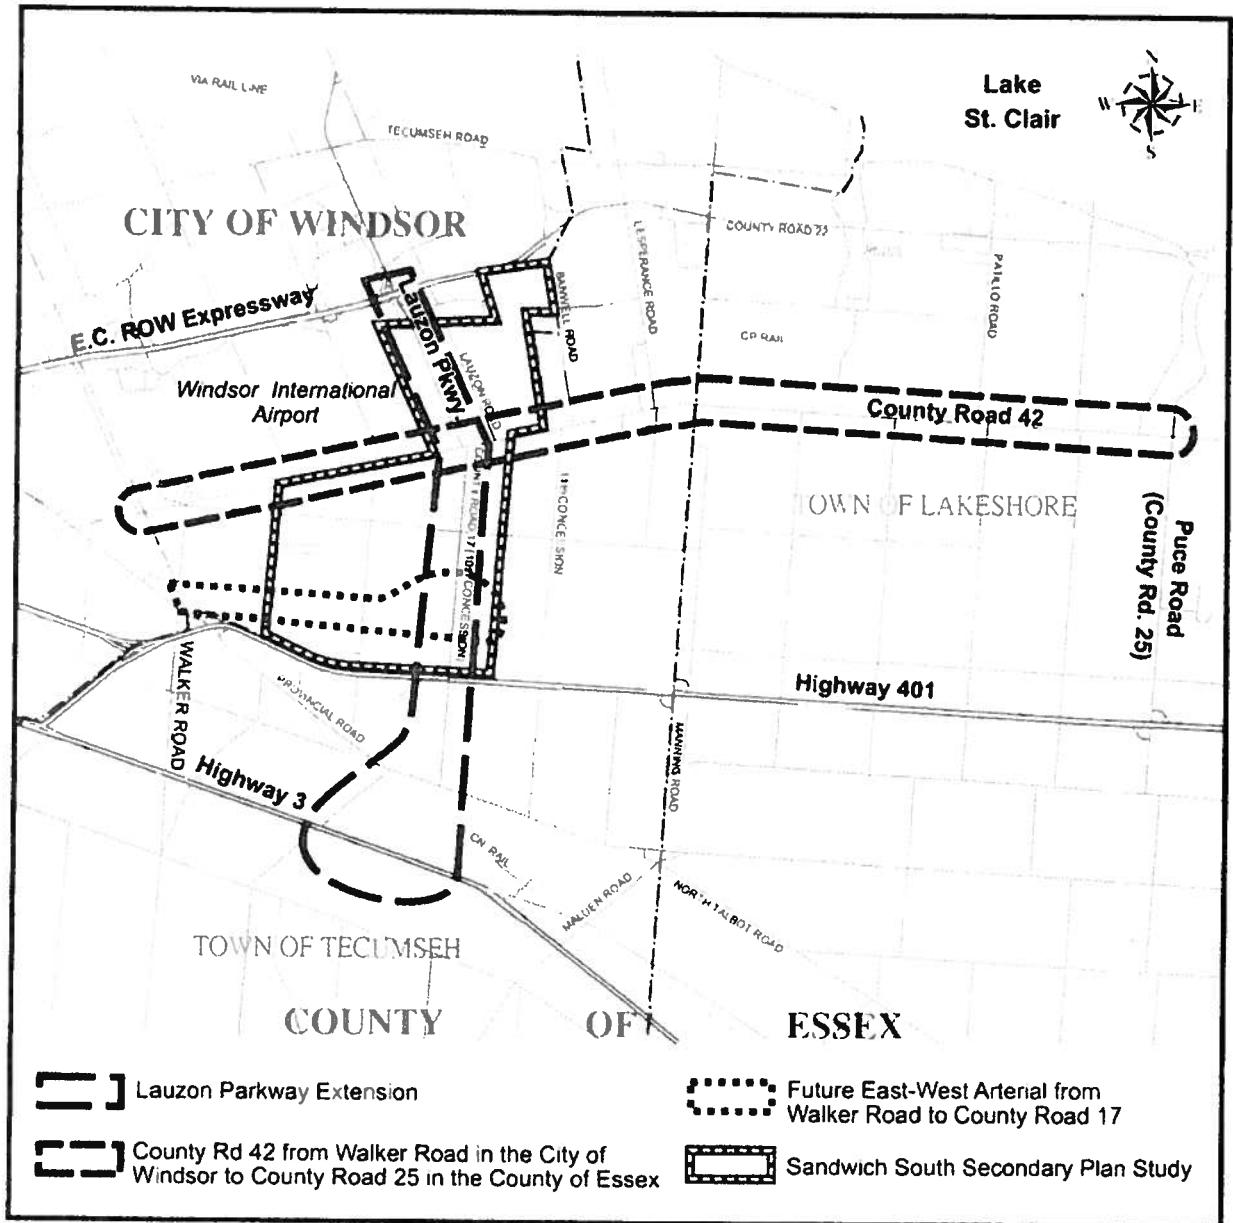 Lake
St. Clair
W
E
S
VIA RAIL LINE
TECUMSEH ROAD
CITY OF WINDSOR
COUNTY ROAD 22
LESPERANCE ROAD
PATILLO ROAD
BANWELL ROAD
E.C. ROW Expressway
Lauzon Pkwy.
LAUZON ROAD
CP RAIL
Windsor International
Airport
County Road 42
TOWN OF LAKESHORE
COUNTY ROAD 17 (10th CONCESSION)
CONCESSION
Puce Road
(County Rd. 25)
WALKER ROAD
PROVINCIAL ROAD
Highway 401
MANNING ROAD
Highway 3
CN RAIL
MALDEN ROAD
NORTH TALBOT ROAD
TOWN OF TECUMSEH
COUNTY OF ESSEX
Lauzon Parkway Extension
County Rd 42 from Walker Road in the City of
Windsor to County Road 25 in the County of Essex
Future East-West Arterial from
Walker Road to County Road 17
Sandwich South Secondary Plan Study